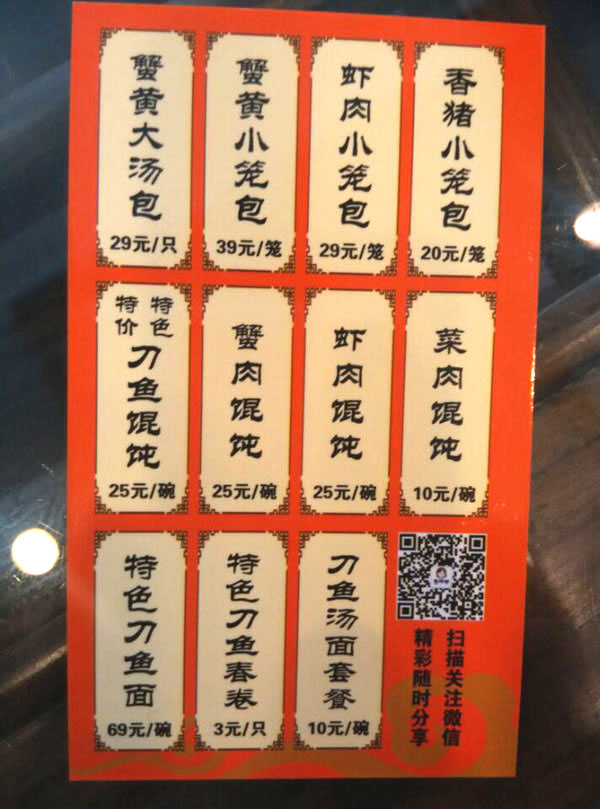 蟹黄大汤包
29元/只
蟹黄小笼包
39元/笼
虾肉小笼包
29元/笼
香猪小笼包
20元/笼
特色
特价
刀鱼馄饨
25元/碗
蟹肉馄饨
25元/碗
虾肉馄饨
25元/碗
菜肉馄饨
10元/碗
特色刀鱼面
69元/碗
特色刀鱼春卷
3元/只
刀鱼汤面套餐
10元/碗
扫描关注微信
精彩随时分享